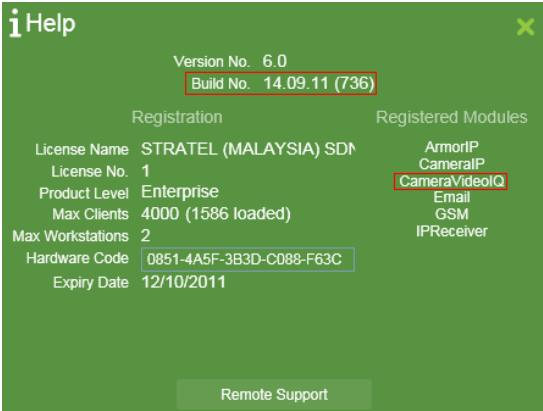 i Help
Version No. 6.0
Build No. 14.09.11 (736)
Registration
License Name STRATEL (MALAYSIA) SDN
License No. 1
Product Level Enterprise
Max Clients 4000 (1586 loaded)
Max Workstations 2
Hardware Code 0851-4A5F-3B3D-C088-F63C
Expiry Date 12/10/2011
Registered Modules
ArmorIP
CameraIP
CameraVideoIQ
Email
GSM
IPReceiver
Remote Support